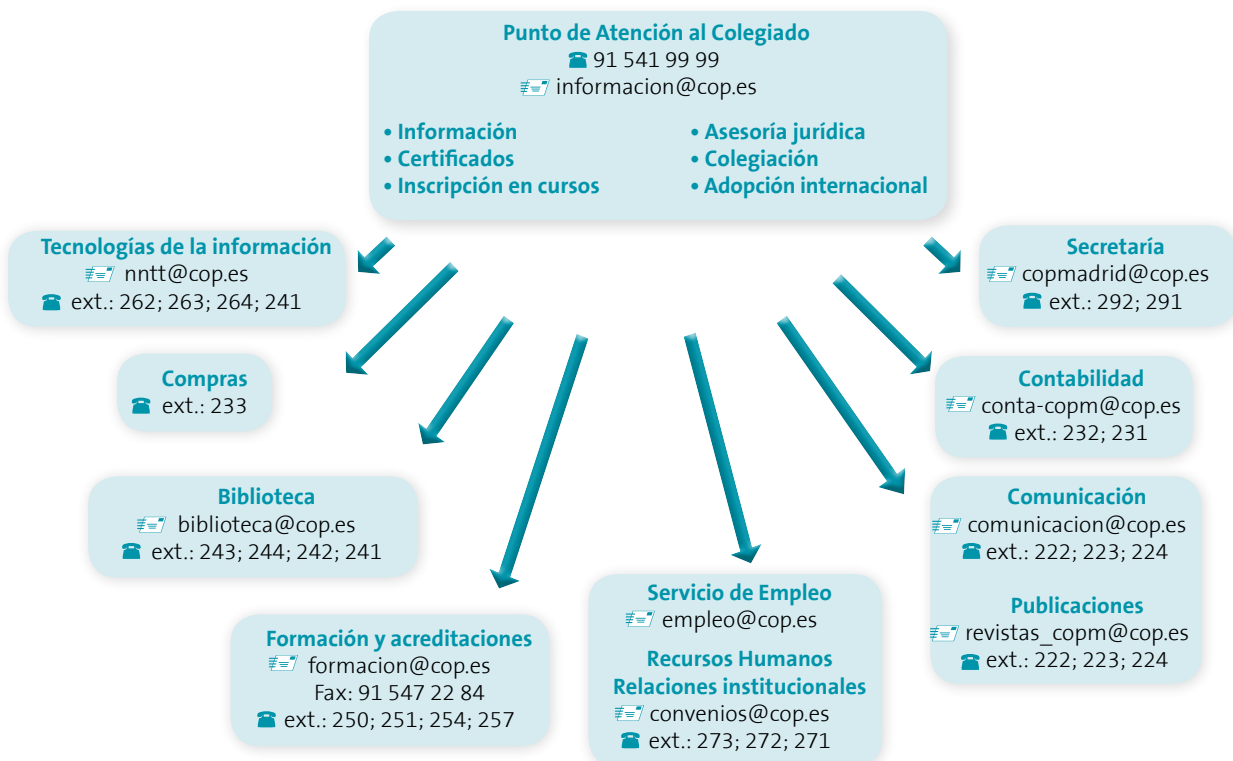 Punto de Atención al Colegiado
91 541 99 99
informacion@cop.es
• Información
• Certificados
• Inscripción en cursos
• Asesoría jurídica
• Colegiación
• Adopción internacional
Tecnologías de la información
nntt@cop.es
ext.: 262; 263; 264; 241
Secretaría
copmadrid@cop.es
ext.: 292; 291
Compras
ext.: 233
Contabilidad
conta-copm@cop.es
ext.: 232; 231
Biblioteca
biblioteca@cop.es
ext.: 243; 244; 242; 241
Comunicación
comunicacion@cop.es
ext.: 222; 223; 224
Publicaciones
revistas_copm@cop.es
ext.: 222; 223; 224
Formación y acreditaciones
formacion@cop.es
Fax: 91 547 22 84
ext.: 250; 251; 254; 257
Servicio de Empleo
empleo@cop.es
Recursos Humanos
Relaciones institucionales
convenios@cop.es
ext.: 273; 272; 271